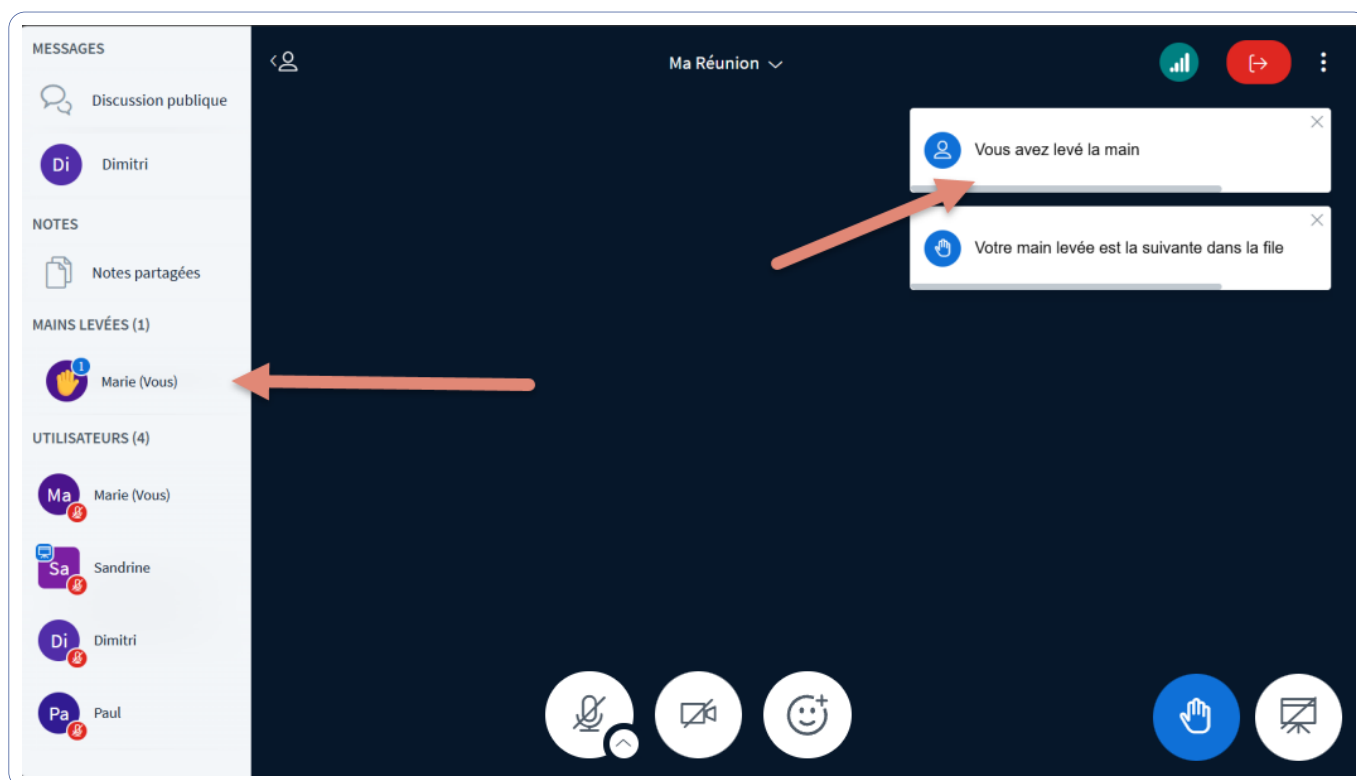 MESSAGES
Discussion publique
Di Dimitri
NOTES
Notes partagées
MAINS LEVÉES (1)
1 Marie (Vous)
UTILISATEURS (4)
Ma Marie (Vous)
Sa Sandrine
Di Dimitri
Pa Paul
Ma Réunion
Vous avez levé la main
Votre main levée est la suivante dans la file